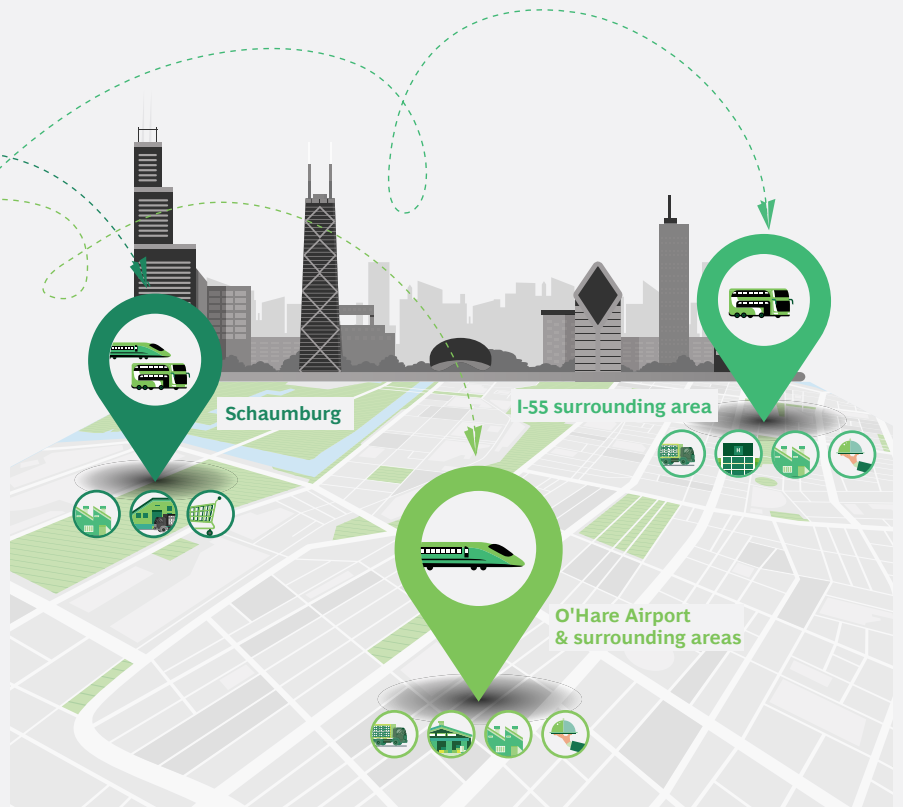 Schaumburg
I-55 surrounding area
H
O'Hare Airport
& surrounding areas